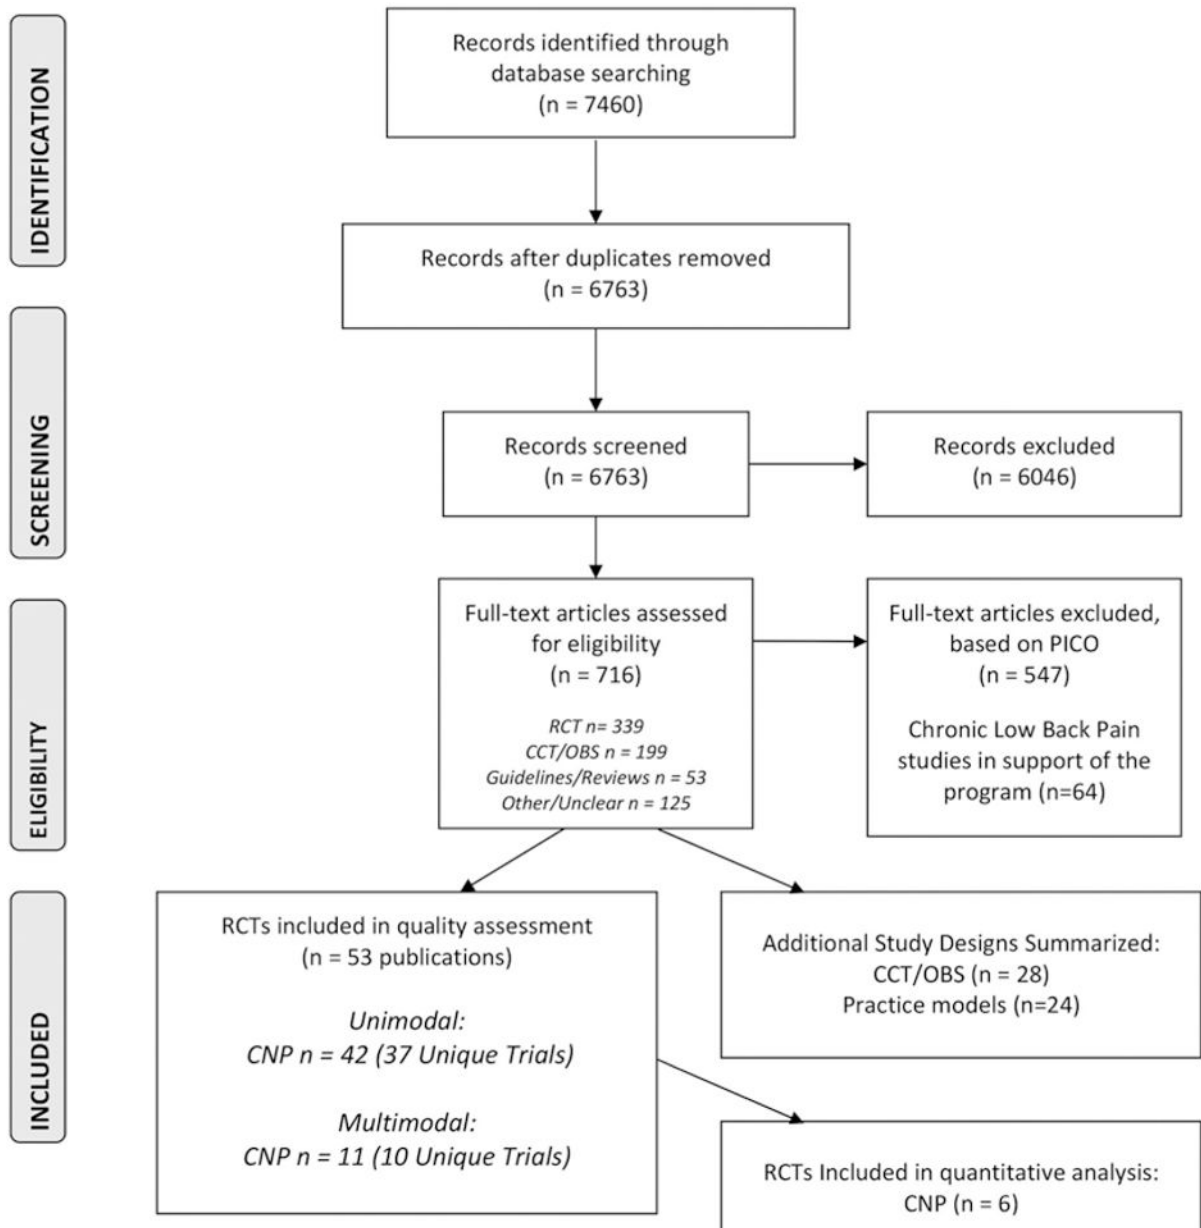 IDENTIFICATION
Records identified through
database searching
(n = 7460)
Records after duplicates removed
(n = 6763)
SCREENING
Records screened
(n = 6763)
Records excluded
(n = 6046)
ELIGIBILITY
Full-text articles assessed
for eligibility
(n = 716)
RCT n= 339
CCT/OBS n = 199
Guidelines/Reviews n = 53
Other/Unclear n = 125
Full-text articles excluded,
based on PICO
(n = 547)
Chronic Low Back Pain
studies in support of the
program (n=64)
INCLUDED
RCTs included in quality assessment
(n = 53 publications)
Unimodal:
CNP n = 42 (37 Unique Trials)
Multimodal:
CNP n = 11 (10 Unique Trials)
Additional Study Designs Summarized:
CCT/OBS (n = 28)
Practice models (n=24)
RCTs Included in quantitative analysis:
CNP (n = 6)